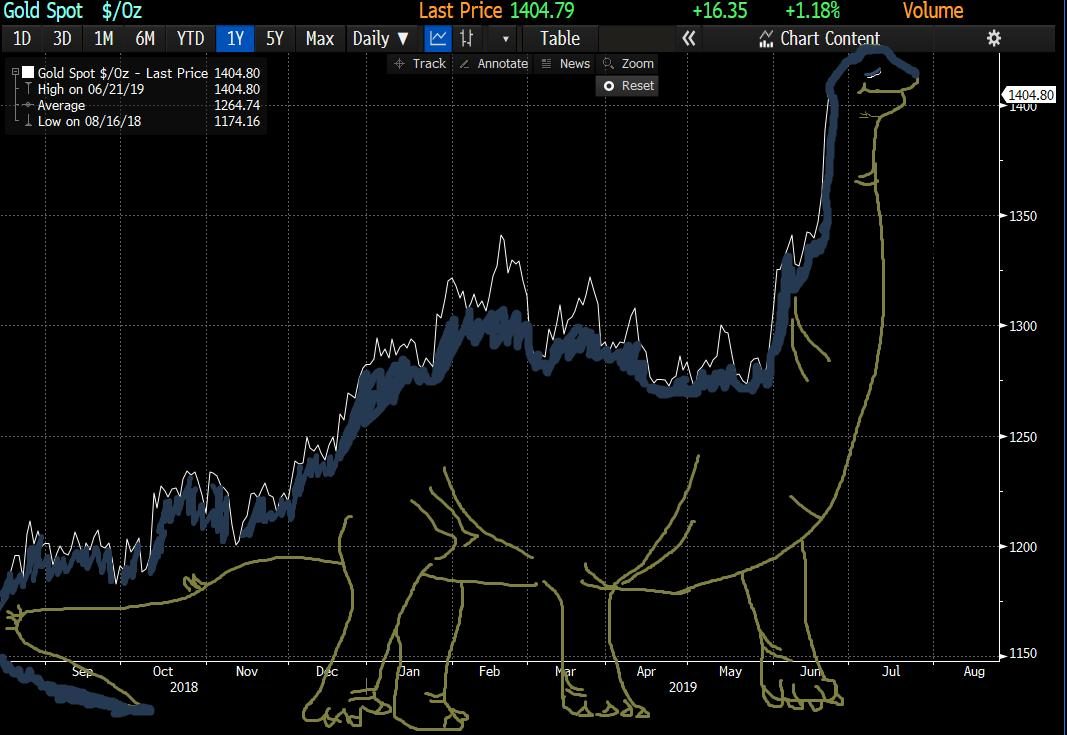 Gold Spot $/Oz Last Price 1404.79 +16.35 +1.18% Volume
1D 3D 1M 6M YTD 1Y 5Y Max Daily ▼ Table « Chart Content
Track Annotate News Zoom
Reset
Gold Spot $/Oz - Last Price 1404.80
High on 06/21/19 1404.80
Average 1264.74
Low on 08/16/18 1174.16
1404.80
1400
1350
1300
1250
1200
1150
Sep Oct Nov Dec Jan Feb Mar Apr May Jun Jul Aug
2018 2019